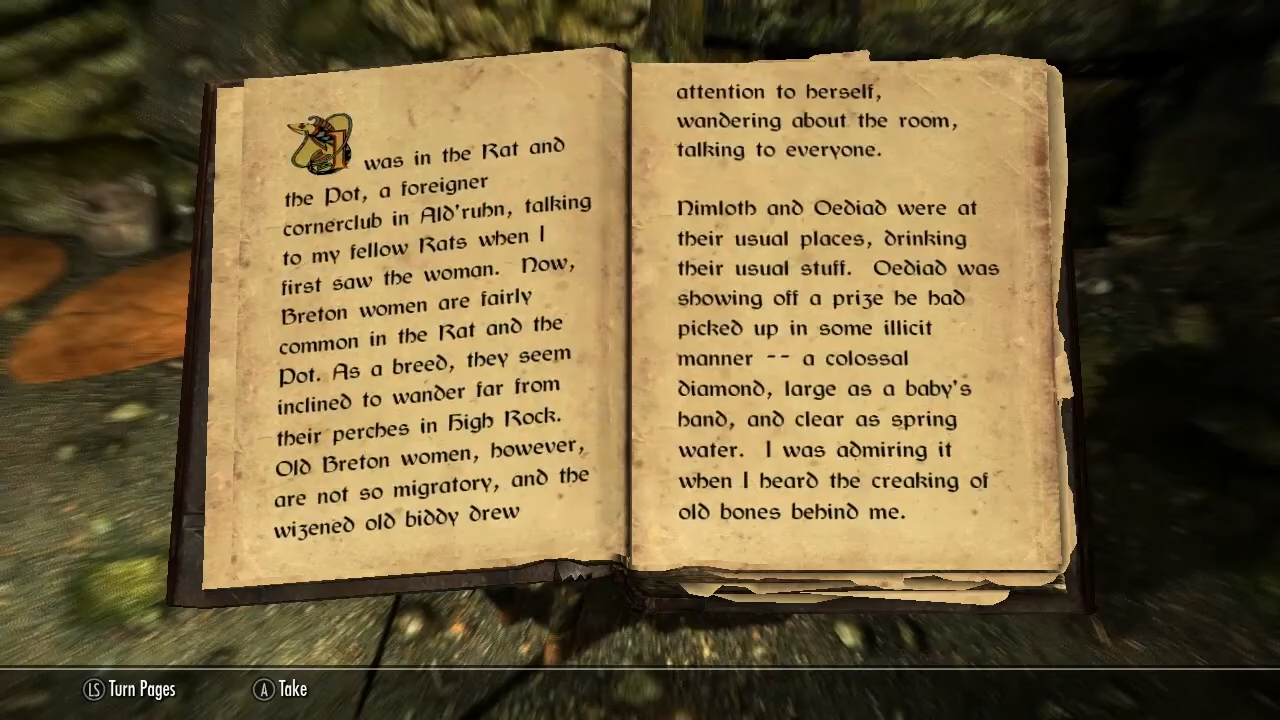 I was in the Rat and
the Pot, a foreigner
cornerclub in Ald'ruhn, talking
to my fellow Rats when I
first saw the woman. Now,
Breton women are fairly
common in the Rat and the
Pot. As a breed, they seem
inclined to wander far from
their perches in High Rock.
Old Breton women, however,
are not so migratory, and the
wizened old biddy drew
attention to herself,
wandering about the room,
talking to everyone.
Nimloth and Oediad were at
their usual places, drinking
their usual stuff. Oediad was
showing off a prize he had
picked up in some illicit
manner -- a colossal
diamond, large as a baby's
hand, and clear as spring
water. I was admiring it
when I heard the creaking of
old bones behind me.
LS Turn Pages
A Take